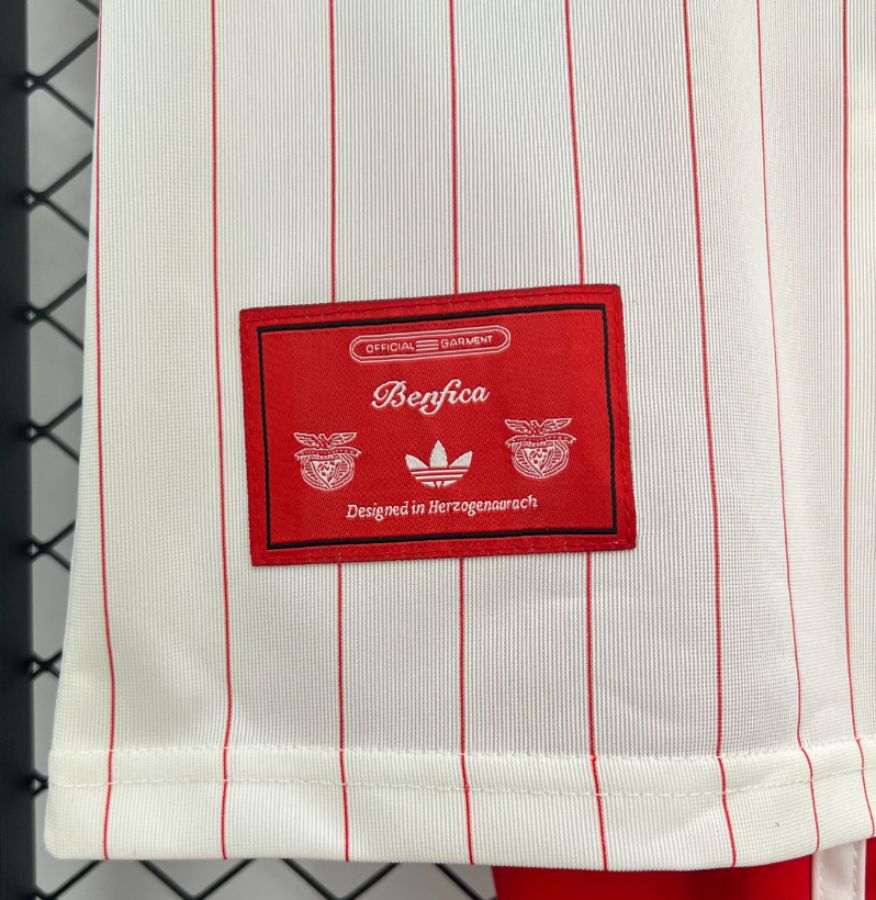 OFFICIAL GARMENT
Benfica
Designed in Herzogenaurach